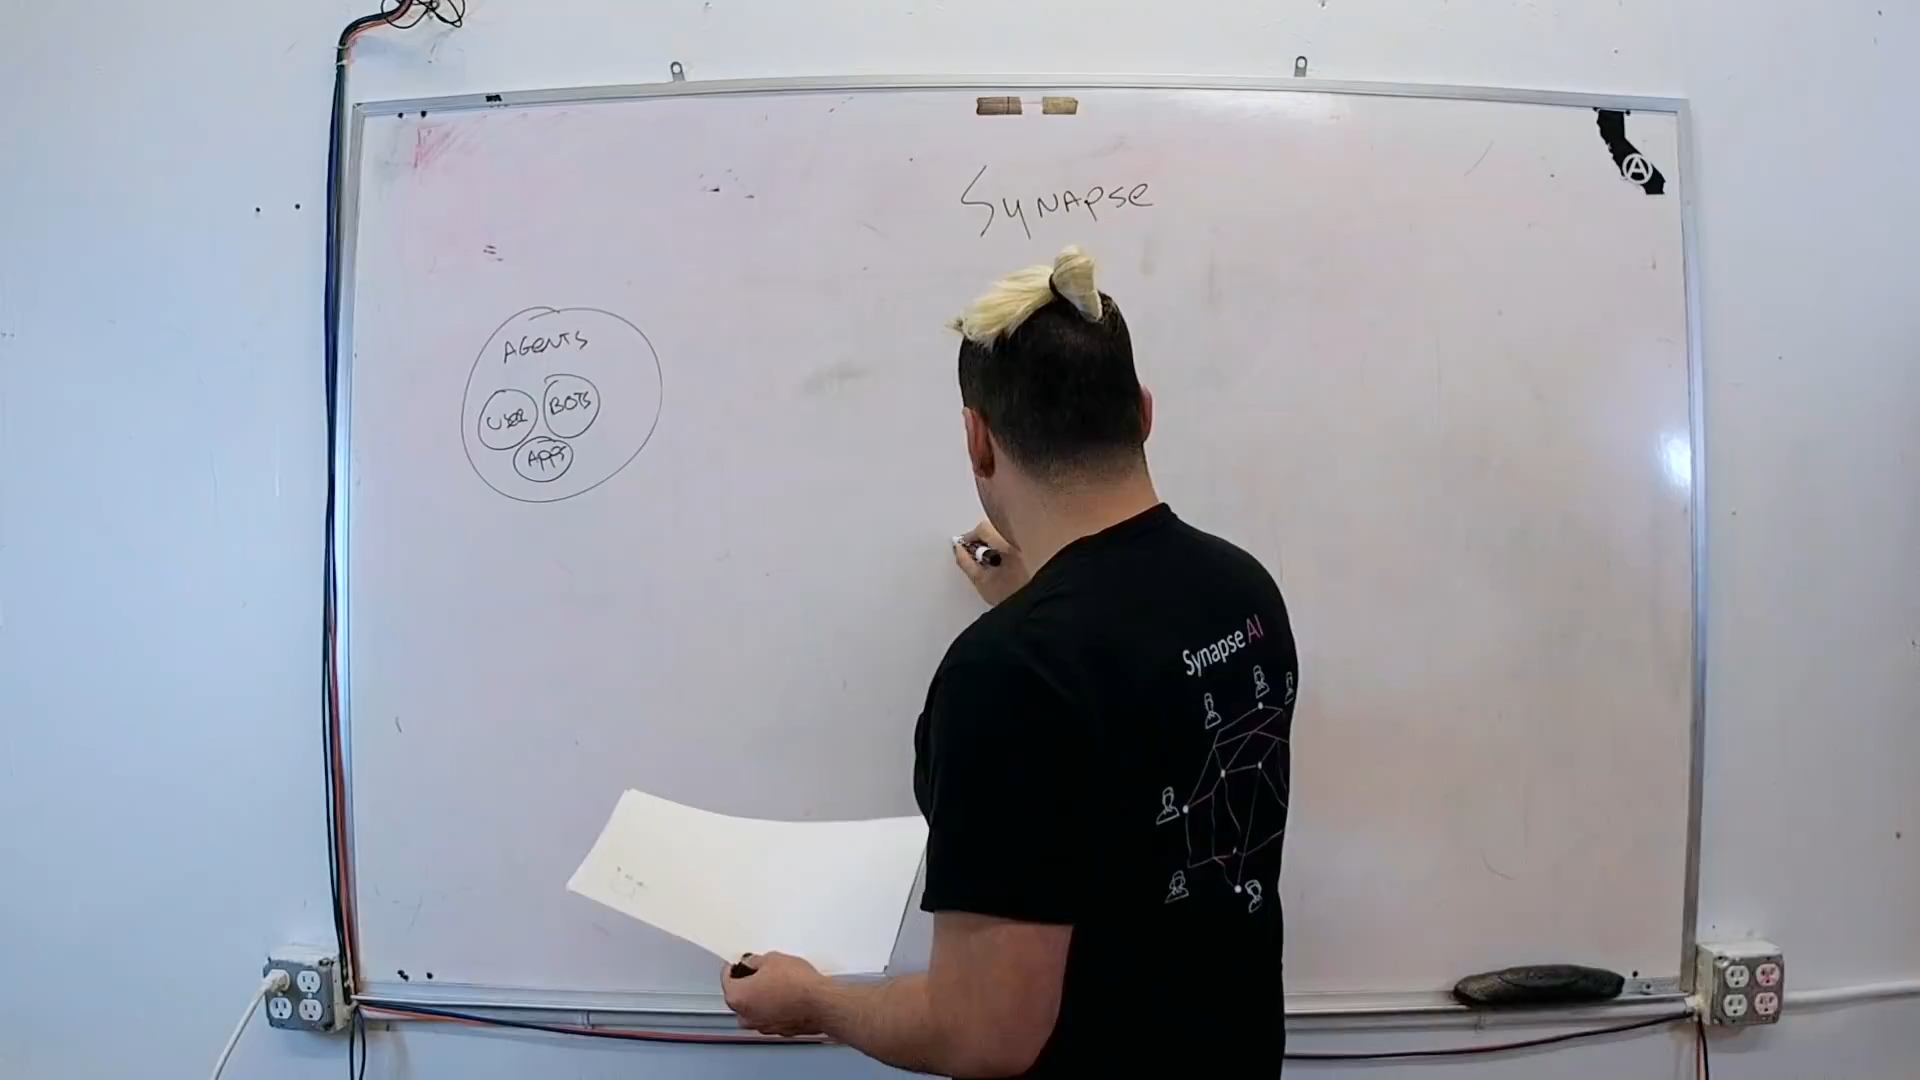 Synapse
AGENTS
USER
BOTS
APPS
Synapse AI
A